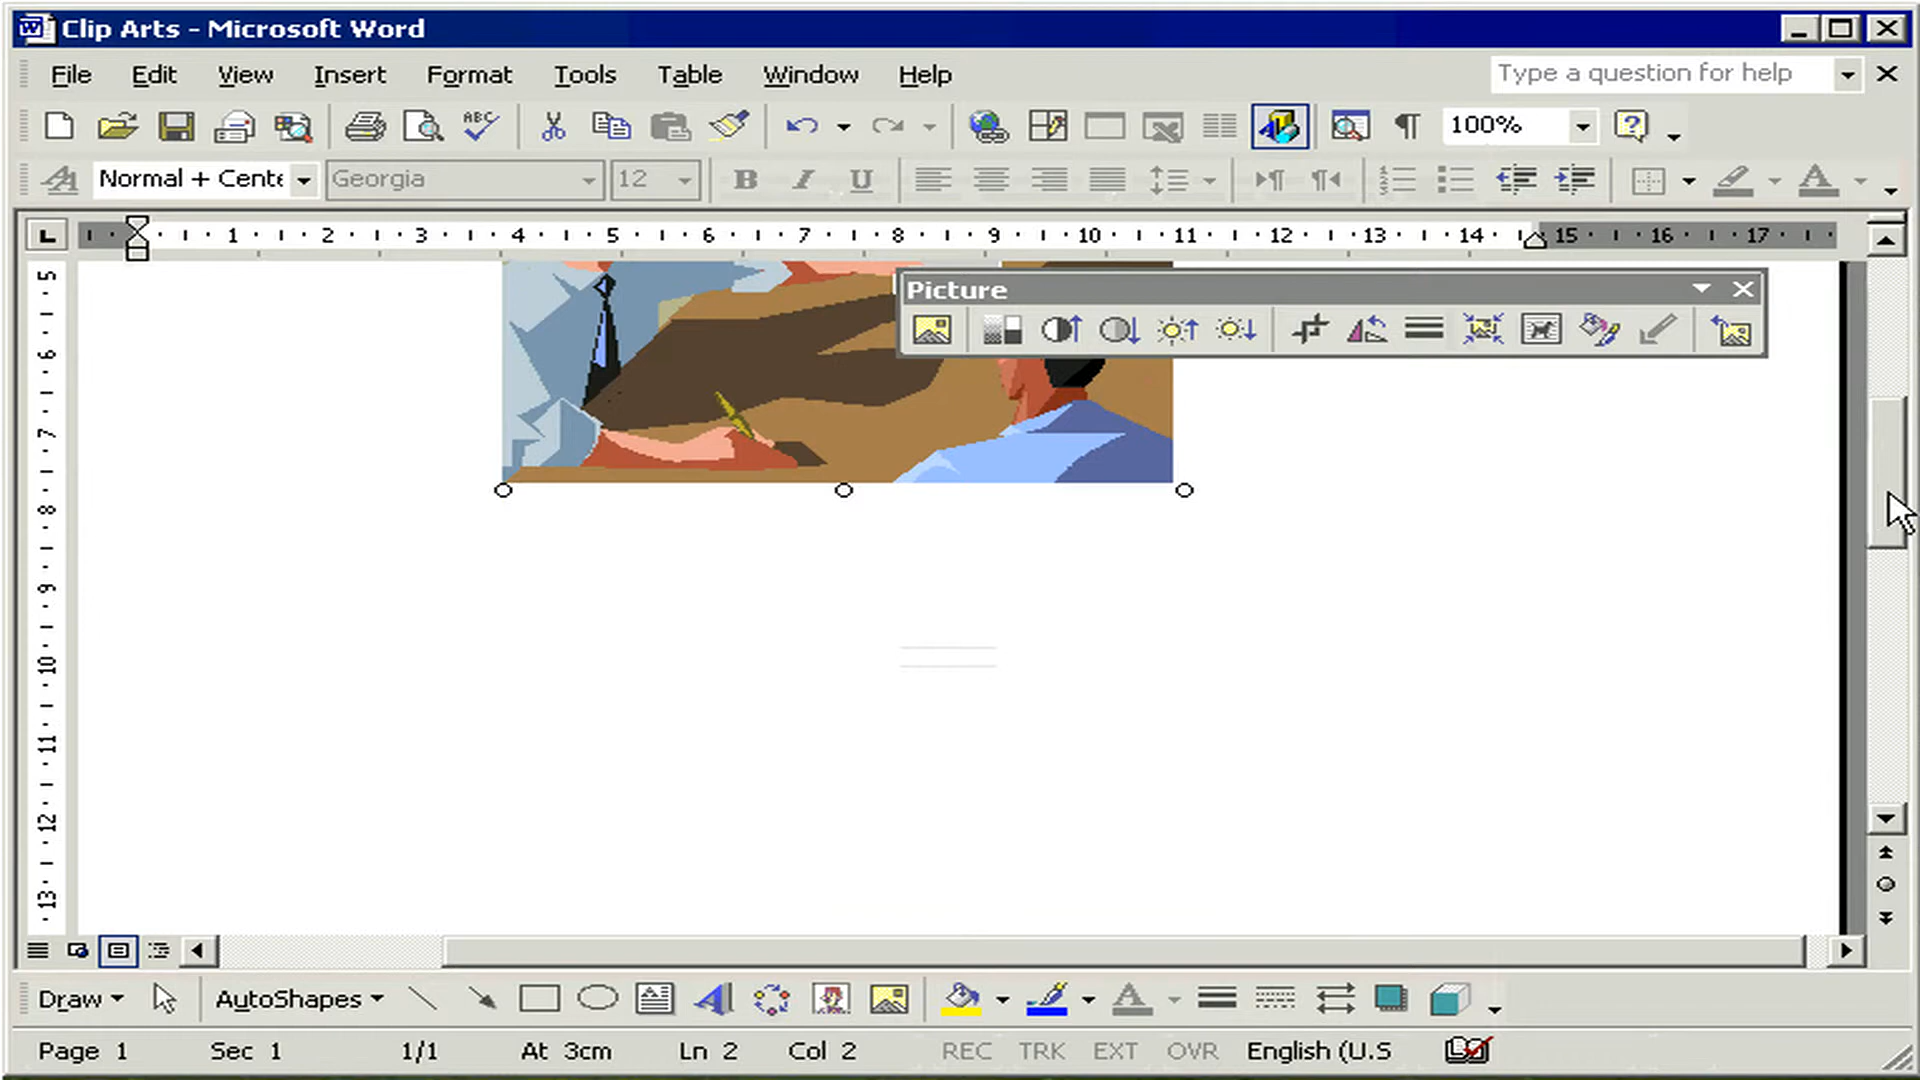 Clip Arts - Microsoft Word
File Edit View Insert Format Tools Table Window Help Type a question for help
ABC 100%
Normal + Cente Georgia 12 B I U
L 1 2 3 4 5 6 7 8 9 10 11 12 13 14 15 16 17
Picture
5
6
7
8
9
10
11
12
13
Draw AutoShapes
Page 1 Sec 1 1/1 At 3cm Ln 2 Col 2 REC TRK EXT OVR English (U.S